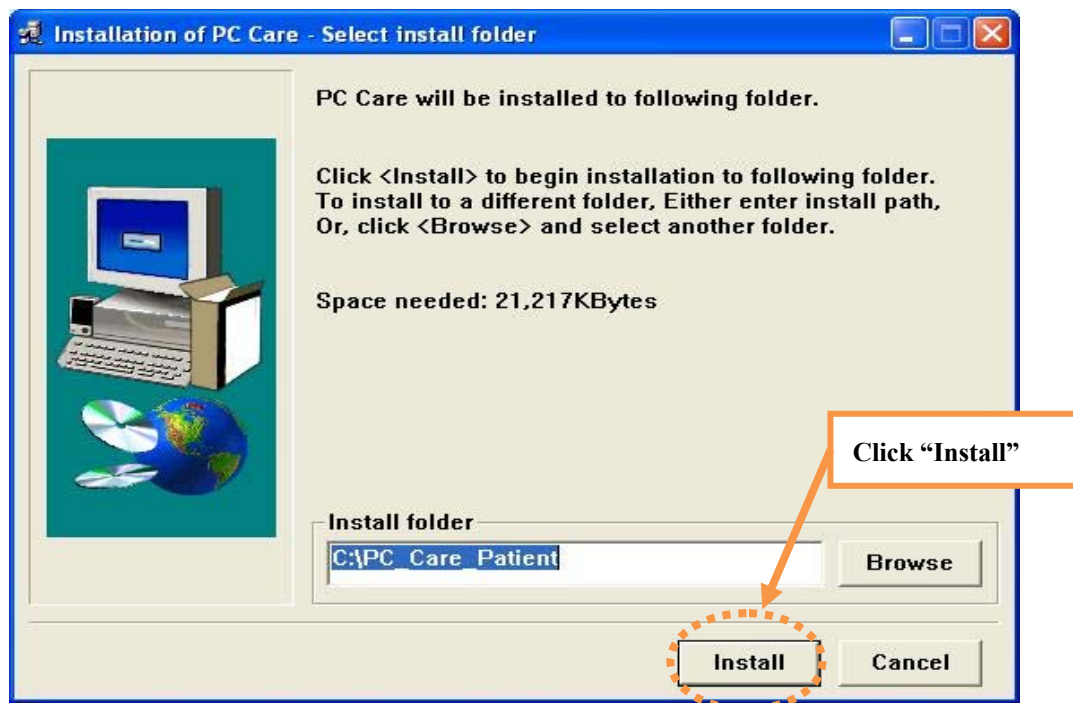 Installation of PC Care - Select install folder
PC Care will be installed to following folder.
Click <Install> to begin installation to following folder.
To install to a different folder, Either enter install path,
Or, click <Browse> and select another folder.
Space needed: 21,217KBytes
Click “Install”
Install folder
C:\PC_Care_Patient
Browse
Install
Cancel